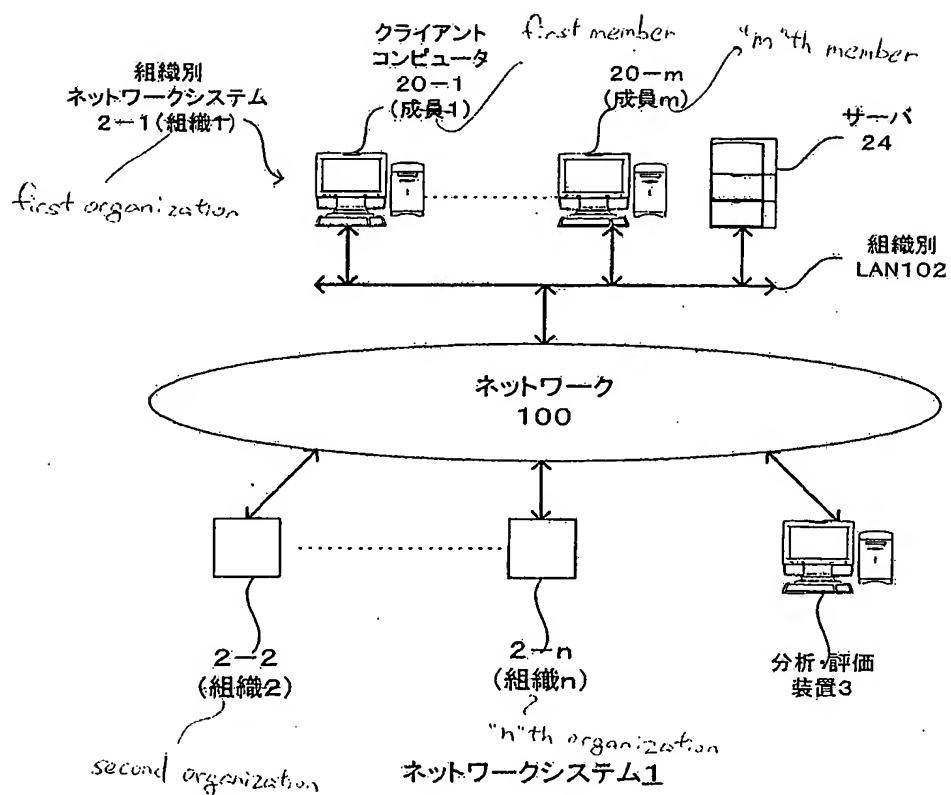 クライアント
コンピュータ
20-1
(成員1)
first member
"m"th member
20-m
(成員m)
組織別
ネットワークシステム
2-1(組織1)
first organization
サーバ
24
組織別
LAN102
ネットワーク
100
2-2
(組織2)
second organization
2-n
(組織n)
"n"th organization
分析・評価
装置3
ネットワークシステム1